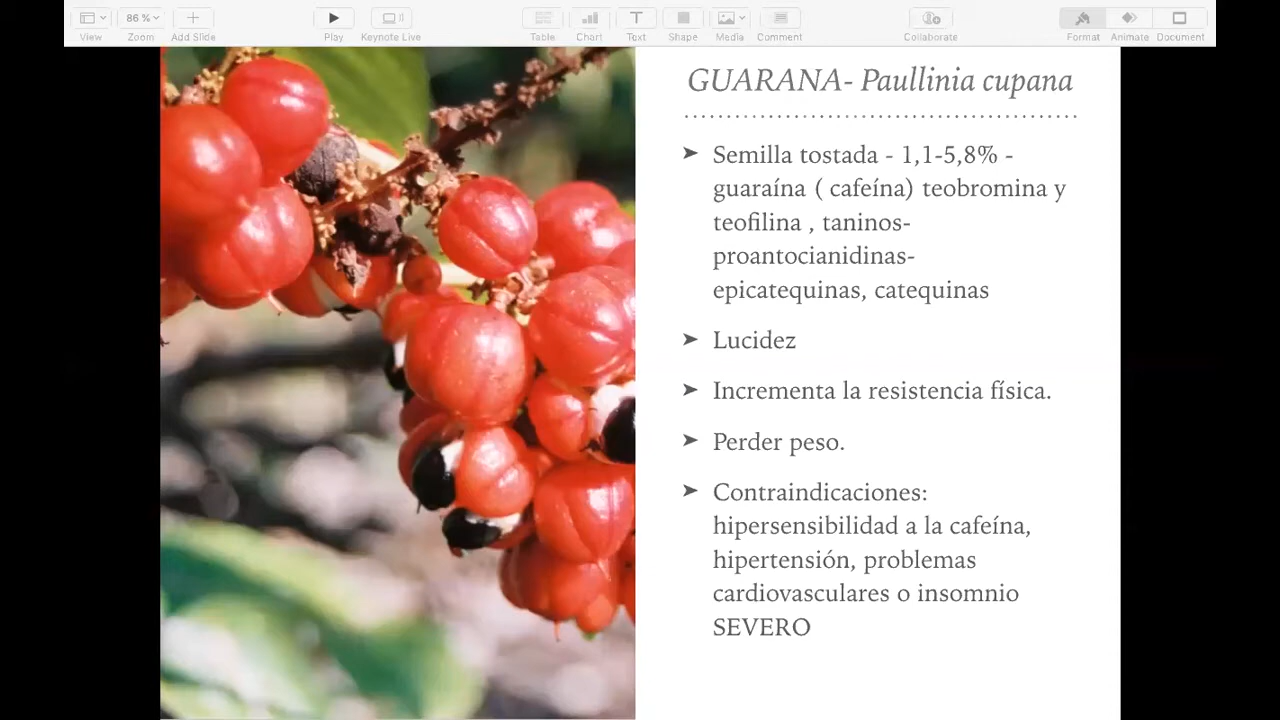 View
86 %
Zoom
Add Slide
Play
Keynote Live
Table
Chart
Text
Shape
Media
Comment
Collaborate
Format
Animate
Document
GUARANA- Paullinia cupana
➤ Semilla tostada - 1,1-5,8% -
guaraína ( cafeína) teobromina y
teofilina , taninos-
proantocianidinas-
epicatequinas, catequinas
➤ Lucidez
➤ Incrementa la resistencia física.
➤ Perder peso.
➤ Contraindicaciones:
hipersensibilidad a la cafeína,
hipertensión, problemas
cardiovasculares o insomnio
SEVERO